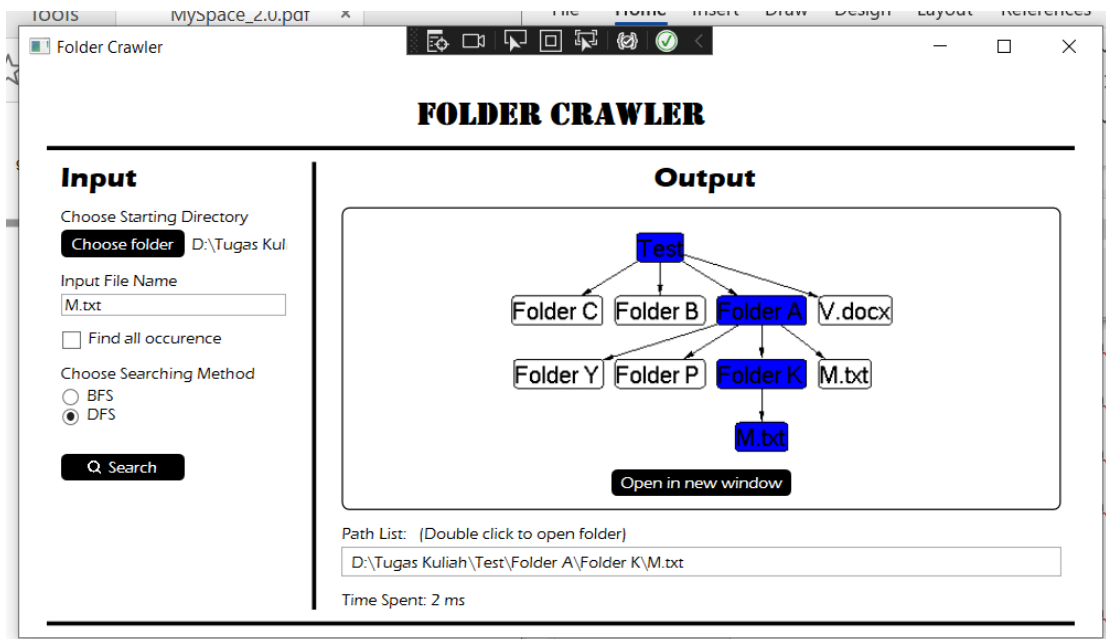 Tools MySpace_2.0.pdf × File Home Insert Draw Design Layout References
Folder Crawler
FOLDER CRAWLER
Input
Choose Starting Directory
Choose folder D:\Tugas Kul
Input File Name
M.txt
Find all occurence
Choose Searching Method
BFS
DFS
Search
Output
Test
Folder C Folder B Folder A V.docx
Folder Y Folder P Folder K M.txt
M.txt
Open in new window
Path List: (Double click to open folder)
D:\Tugas Kuliah\Test\Folder A\Folder K\M.txt
Time Spent: 2 ms